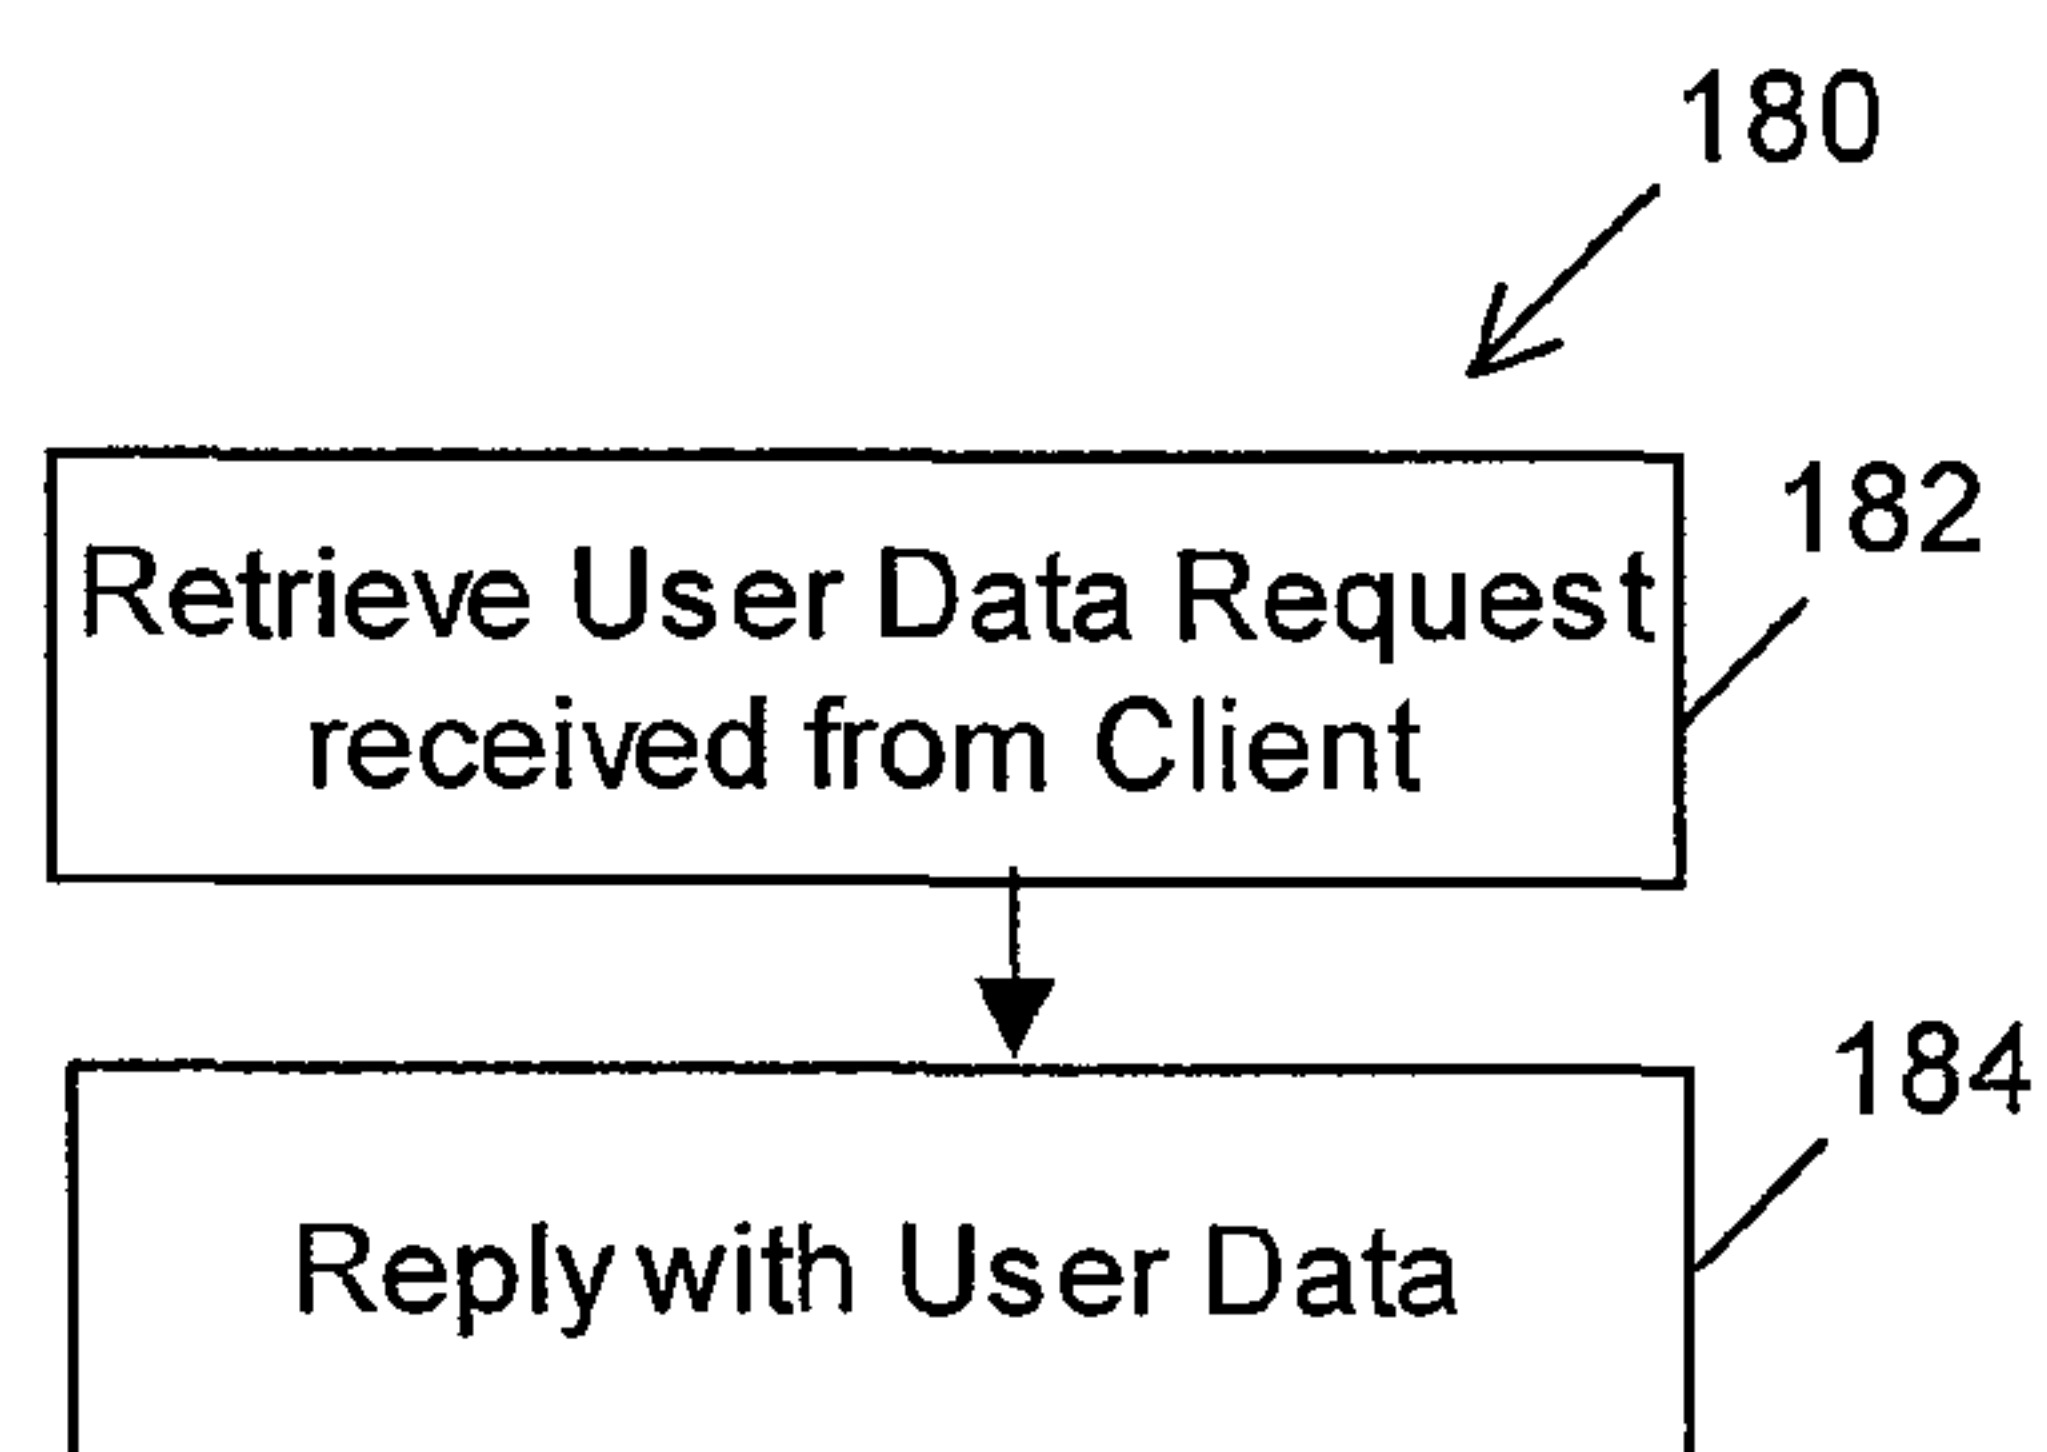 180
182
Retrieve User Data Request
received from Client
184
Reply with User Data